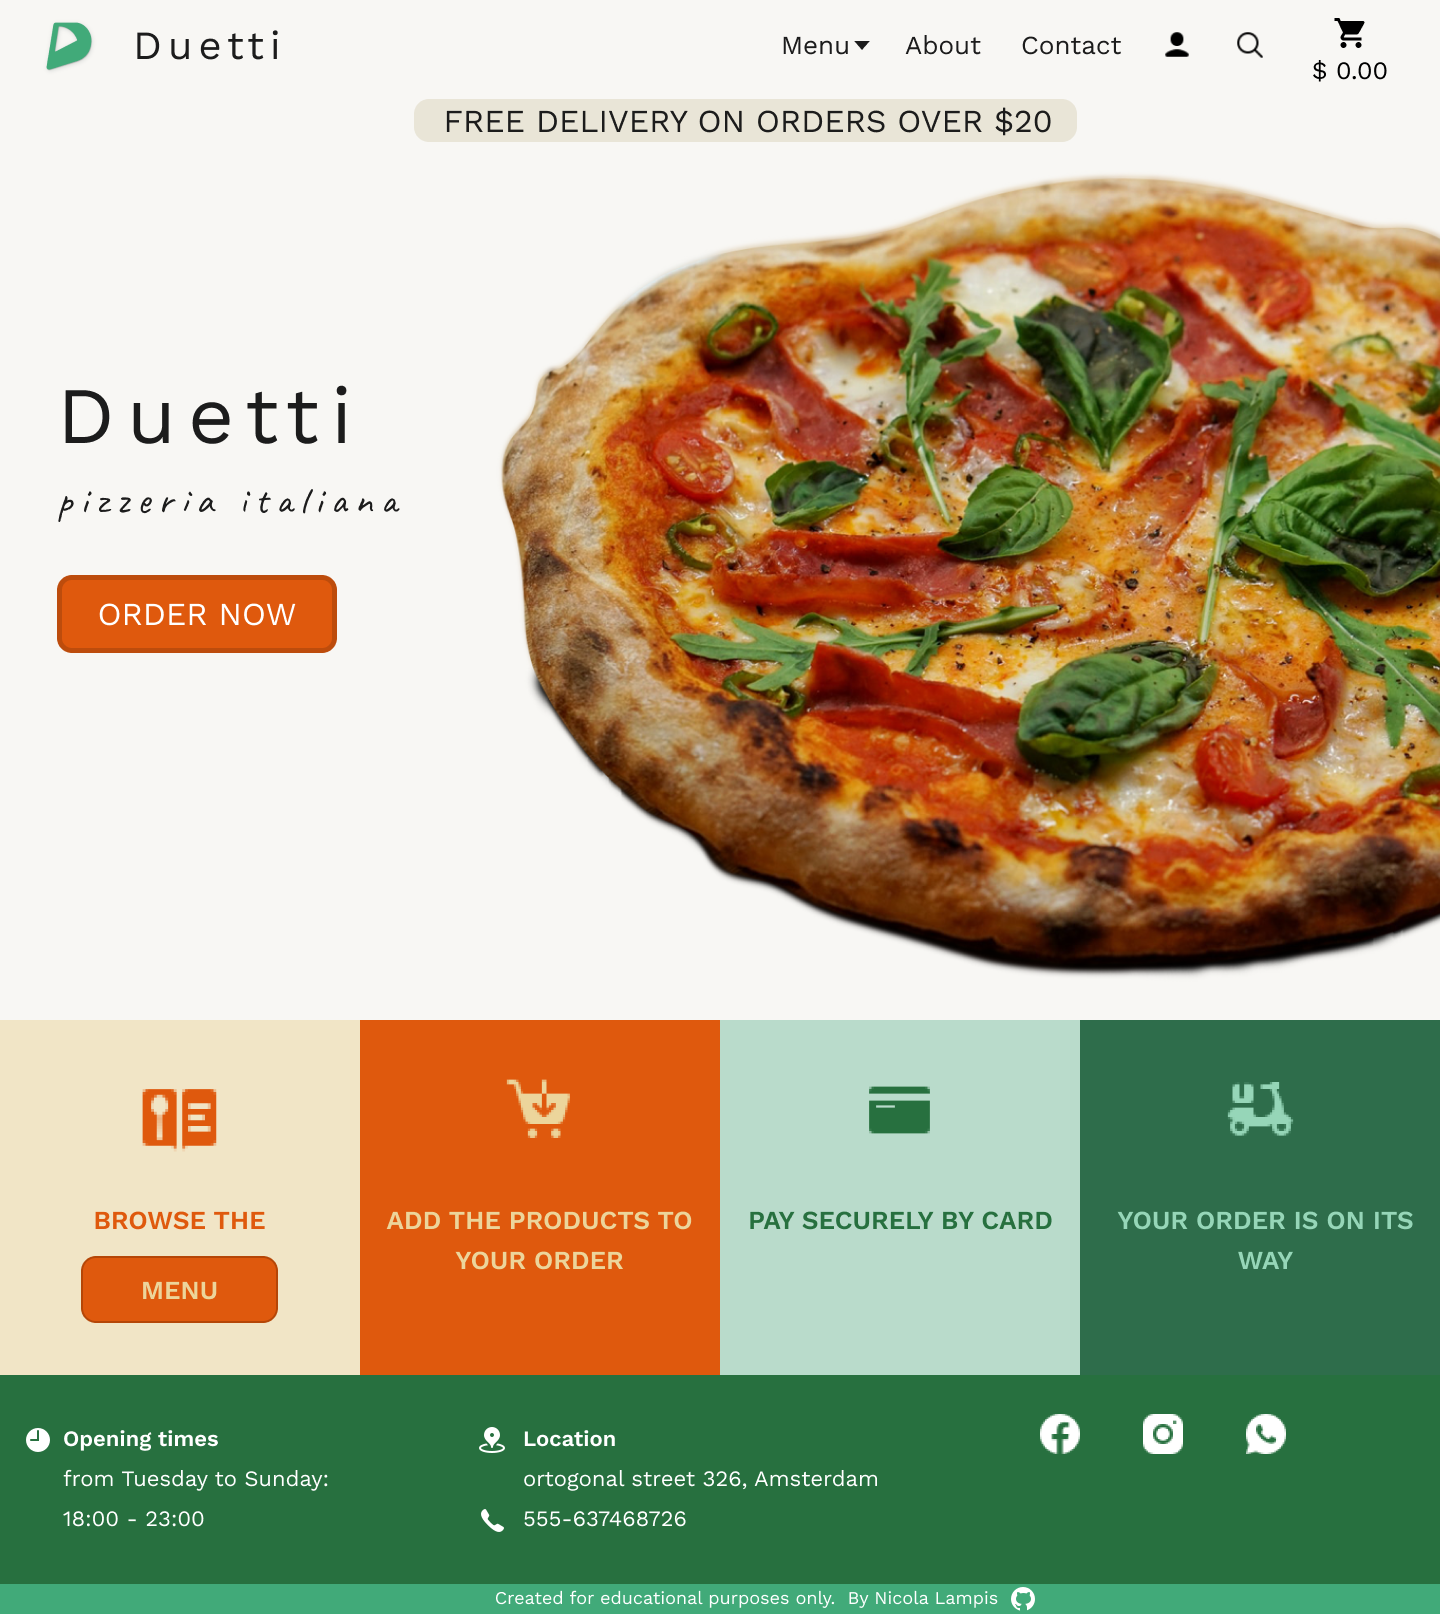 Duetti
Menu About Contact
$ 0.00
FREE DELIVERY ON ORDERS OVER $20
Duetti
pizzeria italiana
ORDER NOW
BROWSE THE
MENU
ADD THE PRODUCTS TO
YOUR ORDER
PAY SECURELY BY CARD
YOUR ORDER IS ON ITS
WAY
Opening times
from Tuesday to Sunday:
18:00 - 23:00
Location
ortogonal street 326, Amsterdam
555-637468726
Created for educational purposes only. By Nicola Lampis